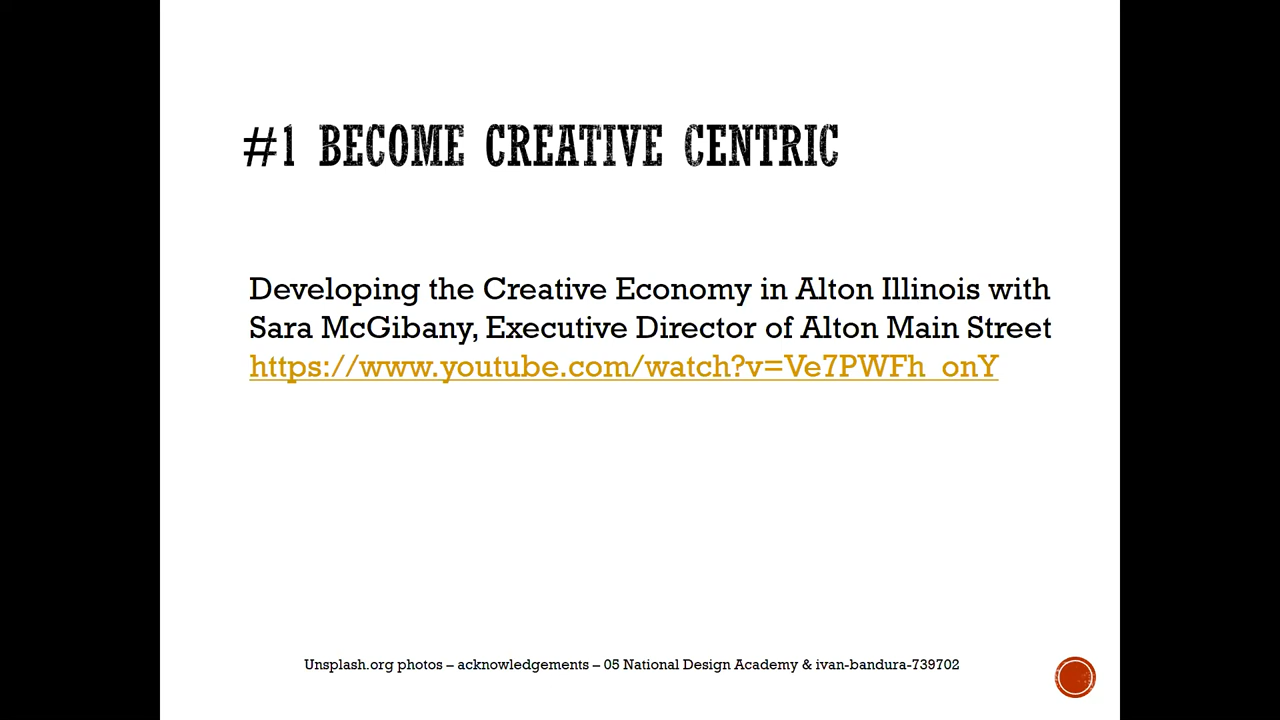 #1 BECOME CREATIVE CENTRIC
Developing the Creative Economy in Alton Illinois with
Sara McGibany, Executive Director of Alton Main Street
https://www.youtube.com/watch?v=Ve7PWFh_onY
Unsplash.org photos – acknowledgements – 05 National Design Academy & ivan-bandura-739702